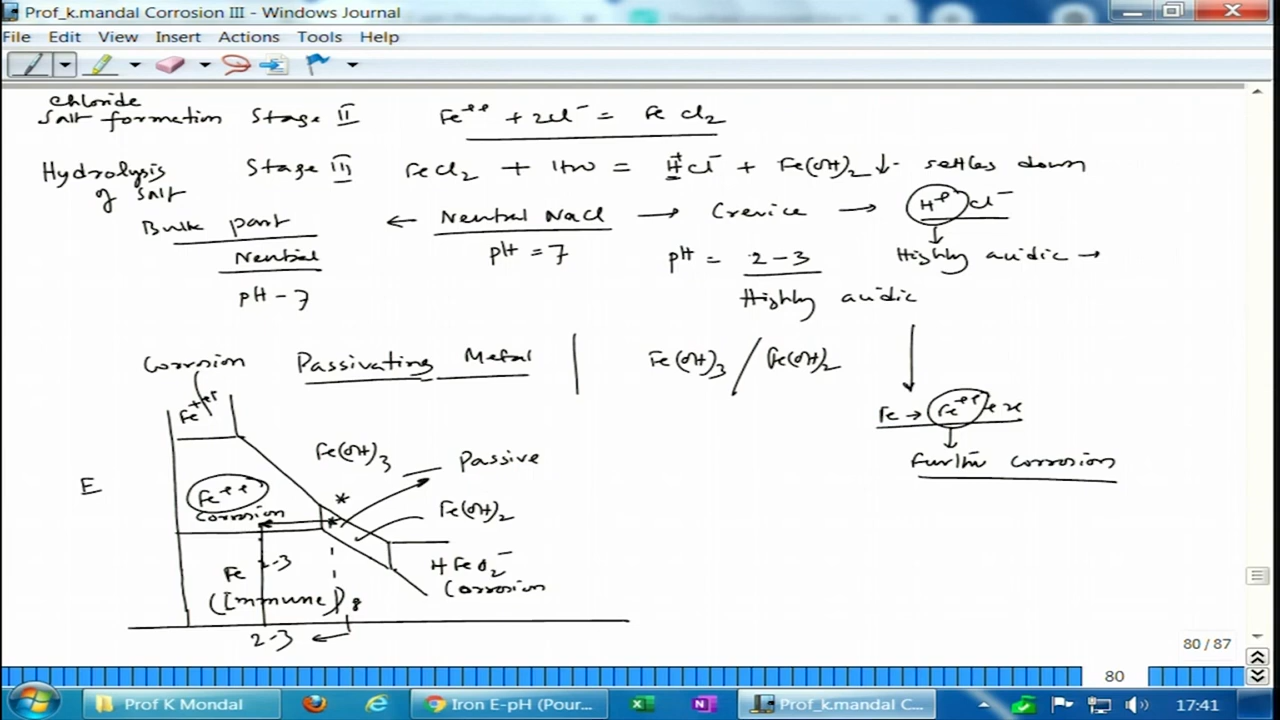 Prof_k.mandal Corrosion III - Windows Journal
File Edit View Insert Actions Tools Help
chloride
Salt formation Stage II Fe++ + 2Cl- = FeCl2
Hydrolysis of salt Stage III FeCl2 + HOH = H+Cl- + Fe(OH)2 ↓ settles down
Bulk part ← Neutral NaCl → Crevice → H+ Cl-
Neutral pH = 7 pH = 2-3 Highly acidic →
pH - 7 Highly acidic
Corrosion Passivating Metal Fe(OH)3 / Fe(OH)2
Fe+++
Fe → Fe++ + 2e
Fe(OH)3 Passive
Further corrosion
E Fe++
corrosion * * Fe(OH)2
Fe 2-3 HFeO2-
(Immune) 8 Corrosion
2-3 ←
80 / 87
80
Prof K Mondal
Iron E-pH (Pour...
Prof_k.mandal C...
17:41